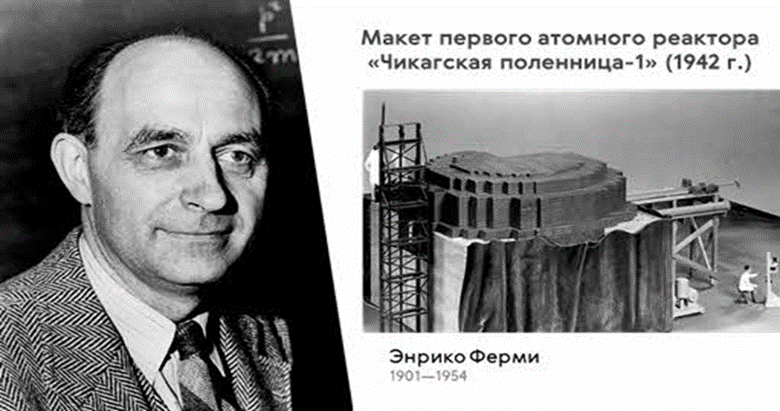 Макет первого атомного реактора
«Чикагская поленница-1» (1942 г.)
Энрико Ферми
1901—1954